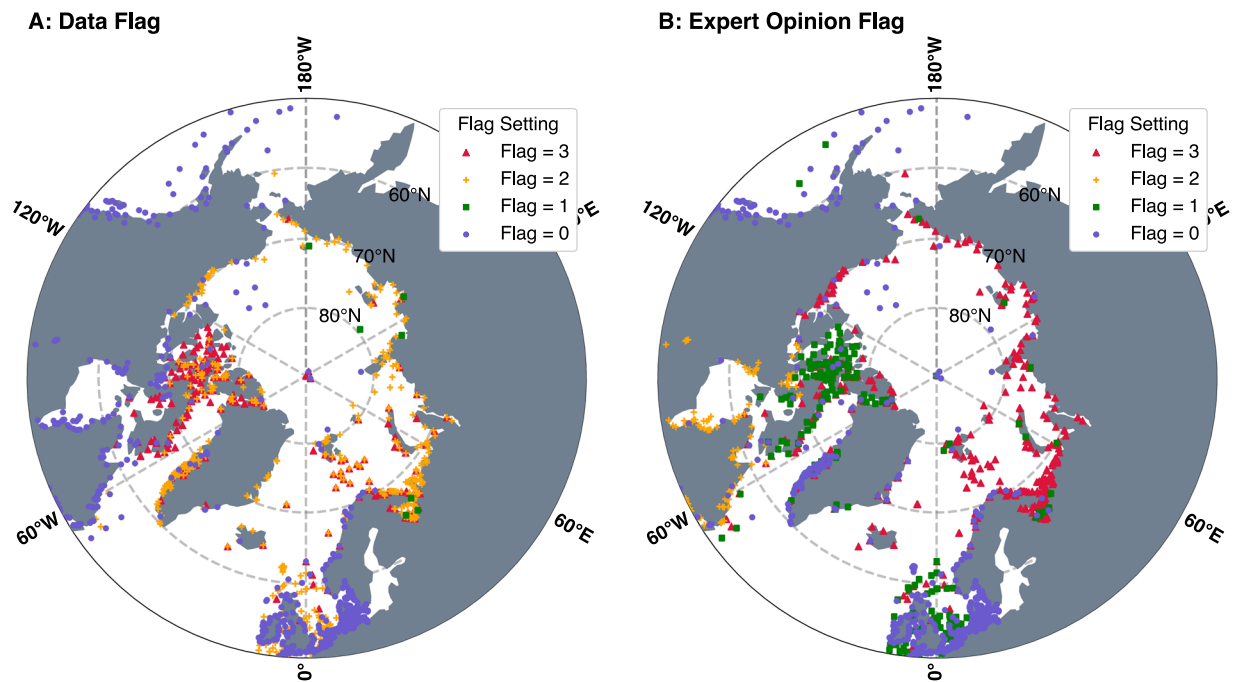 A: Data Flag
B: Expert Opinion Flag
180°W
180°W
Flag Setting
Flag = 3
Flag = 2
Flag = 1
Flag = 0
Flag Setting
Flag = 3
Flag = 2
Flag = 1
Flag = 0
60°N
60°N
120°W
°E
120°W
°E
70°N
70°N
80°N
80°N
60°W
60°E
60°W
60°E
0°
0°